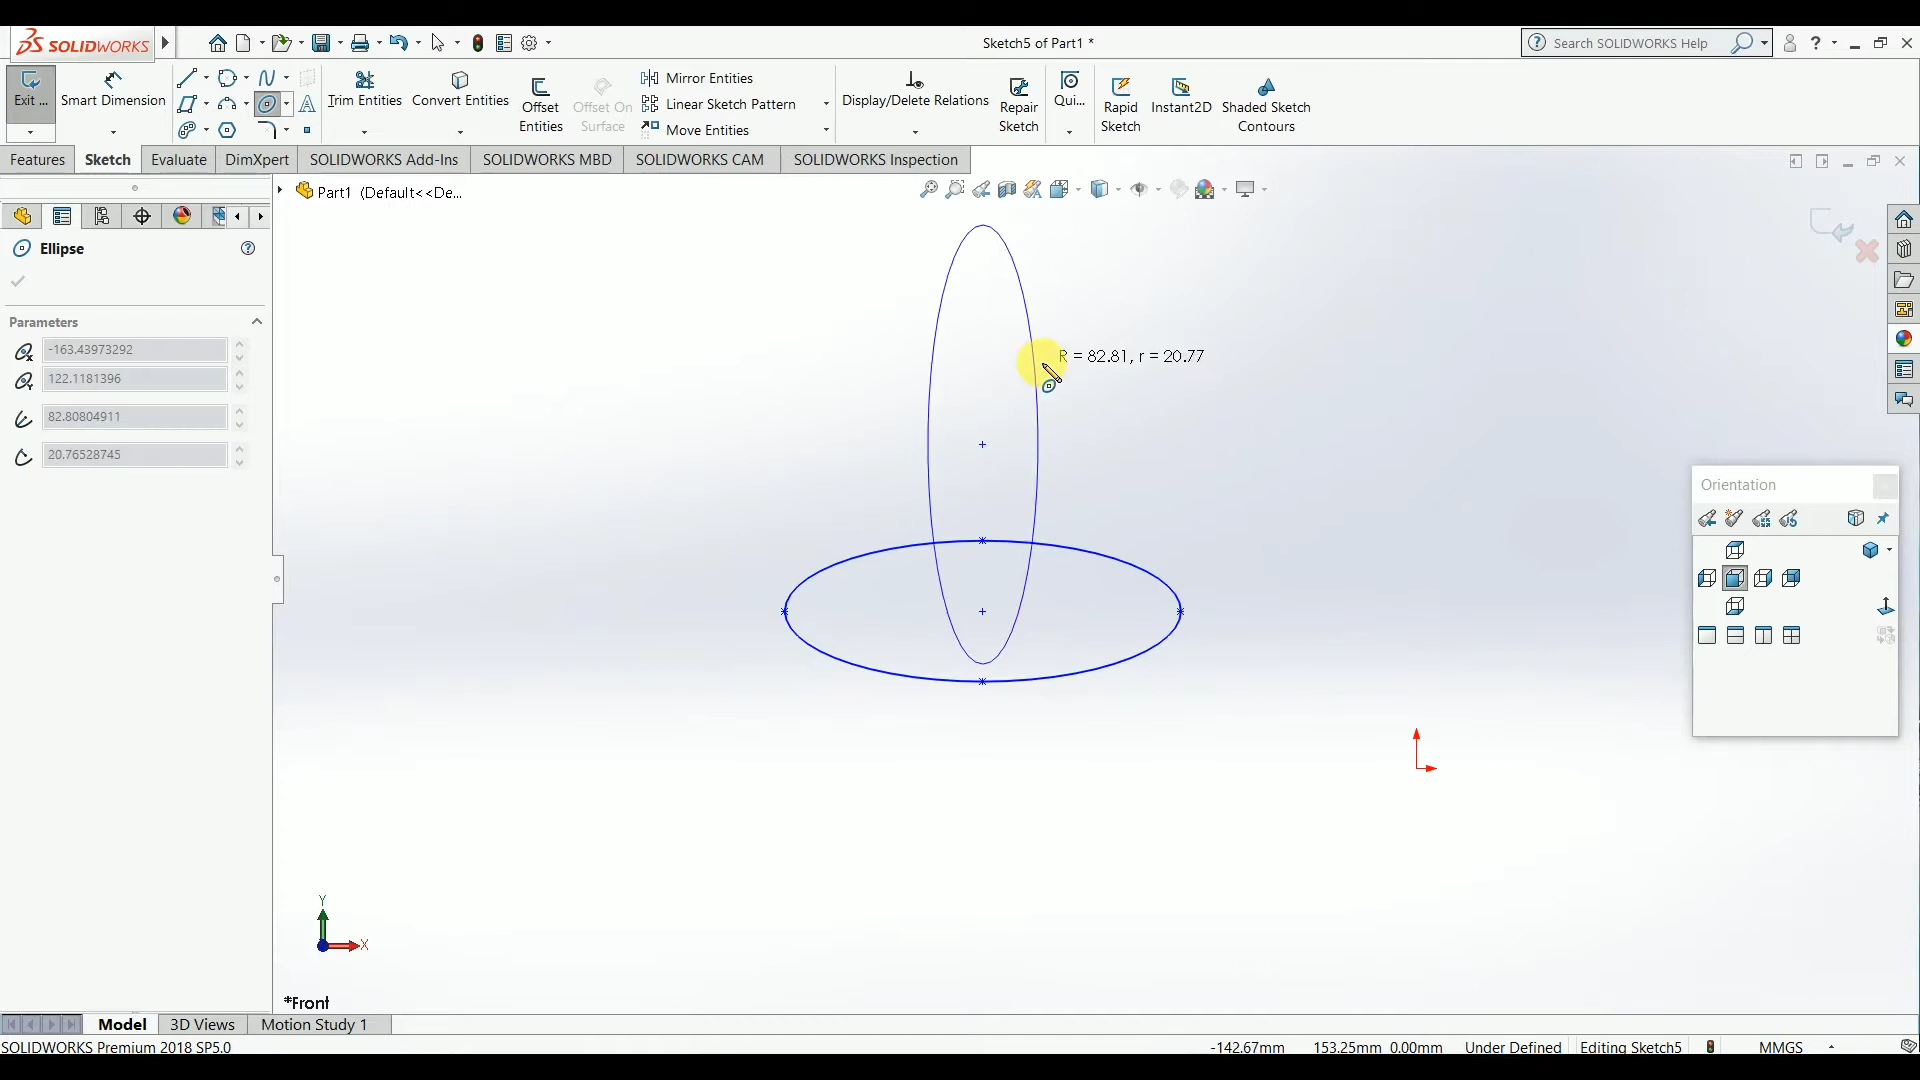 SOLIDWORKS
Sketch5 of Part1 *
Search SOLIDWORKS Help
Exit ...
Smart Dimension
Trim Entities
Convert Entities
Offset
Entities
Offset On
Surface
Mirror Entities
Linear Sketch Pattern
Move Entities
Display/Delete Relations
Repair
Sketch
Qui...
Rapid
Sketch
Instant2D
Shaded Sketch
Contours
Features
Sketch
Evaluate
DimXpert
SOLIDWORKS Add-Ins
SOLIDWORKS MBD
SOLIDWORKS CAM
SOLIDWORKS Inspection
Part1 (Default<<De...
Ellipse
Parameters
-163.43973292
122.1181396
82.80804911
20.76528745
R = 82.81, r = 20.77
Orientation
Y
X
*Front
Model
3D Views
Motion Study 1
SOLIDWORKS Premium 2018 SP5.0
-142.67mm
153.25mm
0.00mm
Under Defined
Editing Sketch5
MMGS